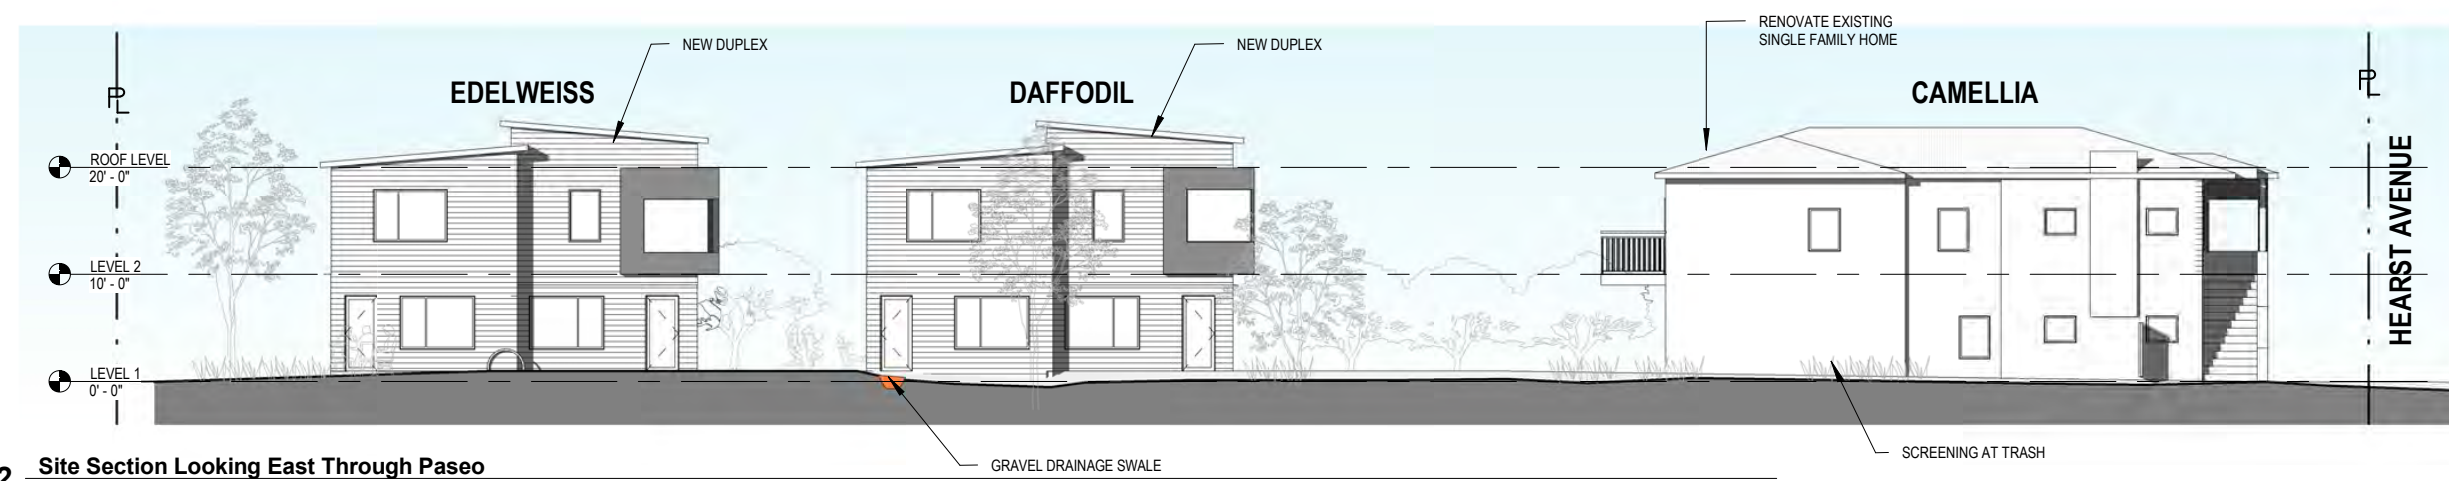 RENOVATE EXISTING
SINGLE FAMILY HOME
NEW DUPLEX
NEW DUPLEX
EDELWEISS
DAFFODIL
CAMELLIA
PL
PL
ROOF LEVEL
20' - 0"
LEVEL 2
10' - 0"
LEVEL 1
0' - 0"
HEARST AVENUE
SCREENING AT TRASH
GRAVEL DRAINAGE SWALE
2 Site Section Looking East Through Paseo